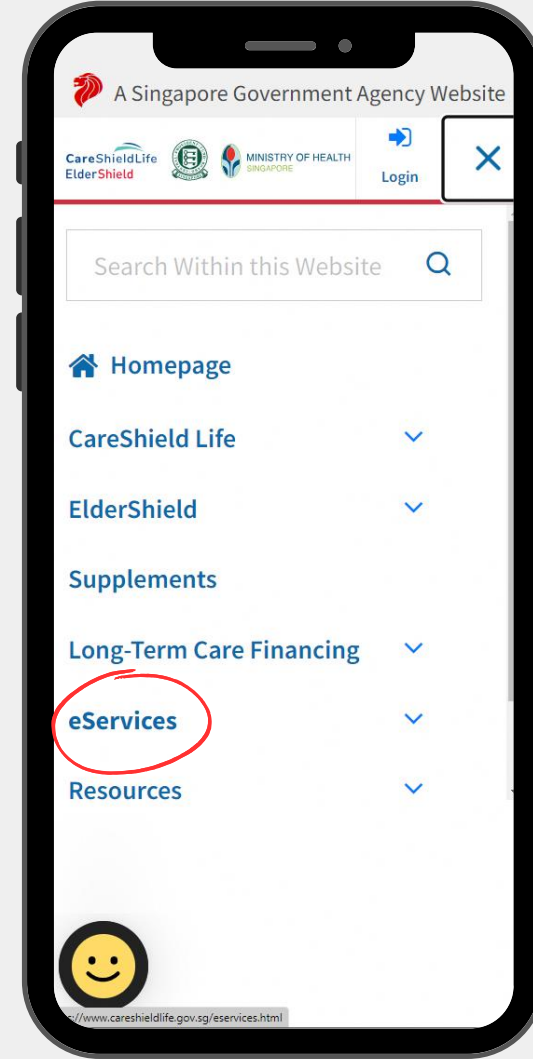 A Singapore Government Agency Website
CareShieldLife
ElderShield
MINISTRY OF HEALTH
SINGAPORE
Login
Search Within this Website
Homepage
CareShield Life
ElderShield
Supplements
Long-Term Care Financing
eServices
Resources
s://www.careshieldlife.gov.sg/eservices.html